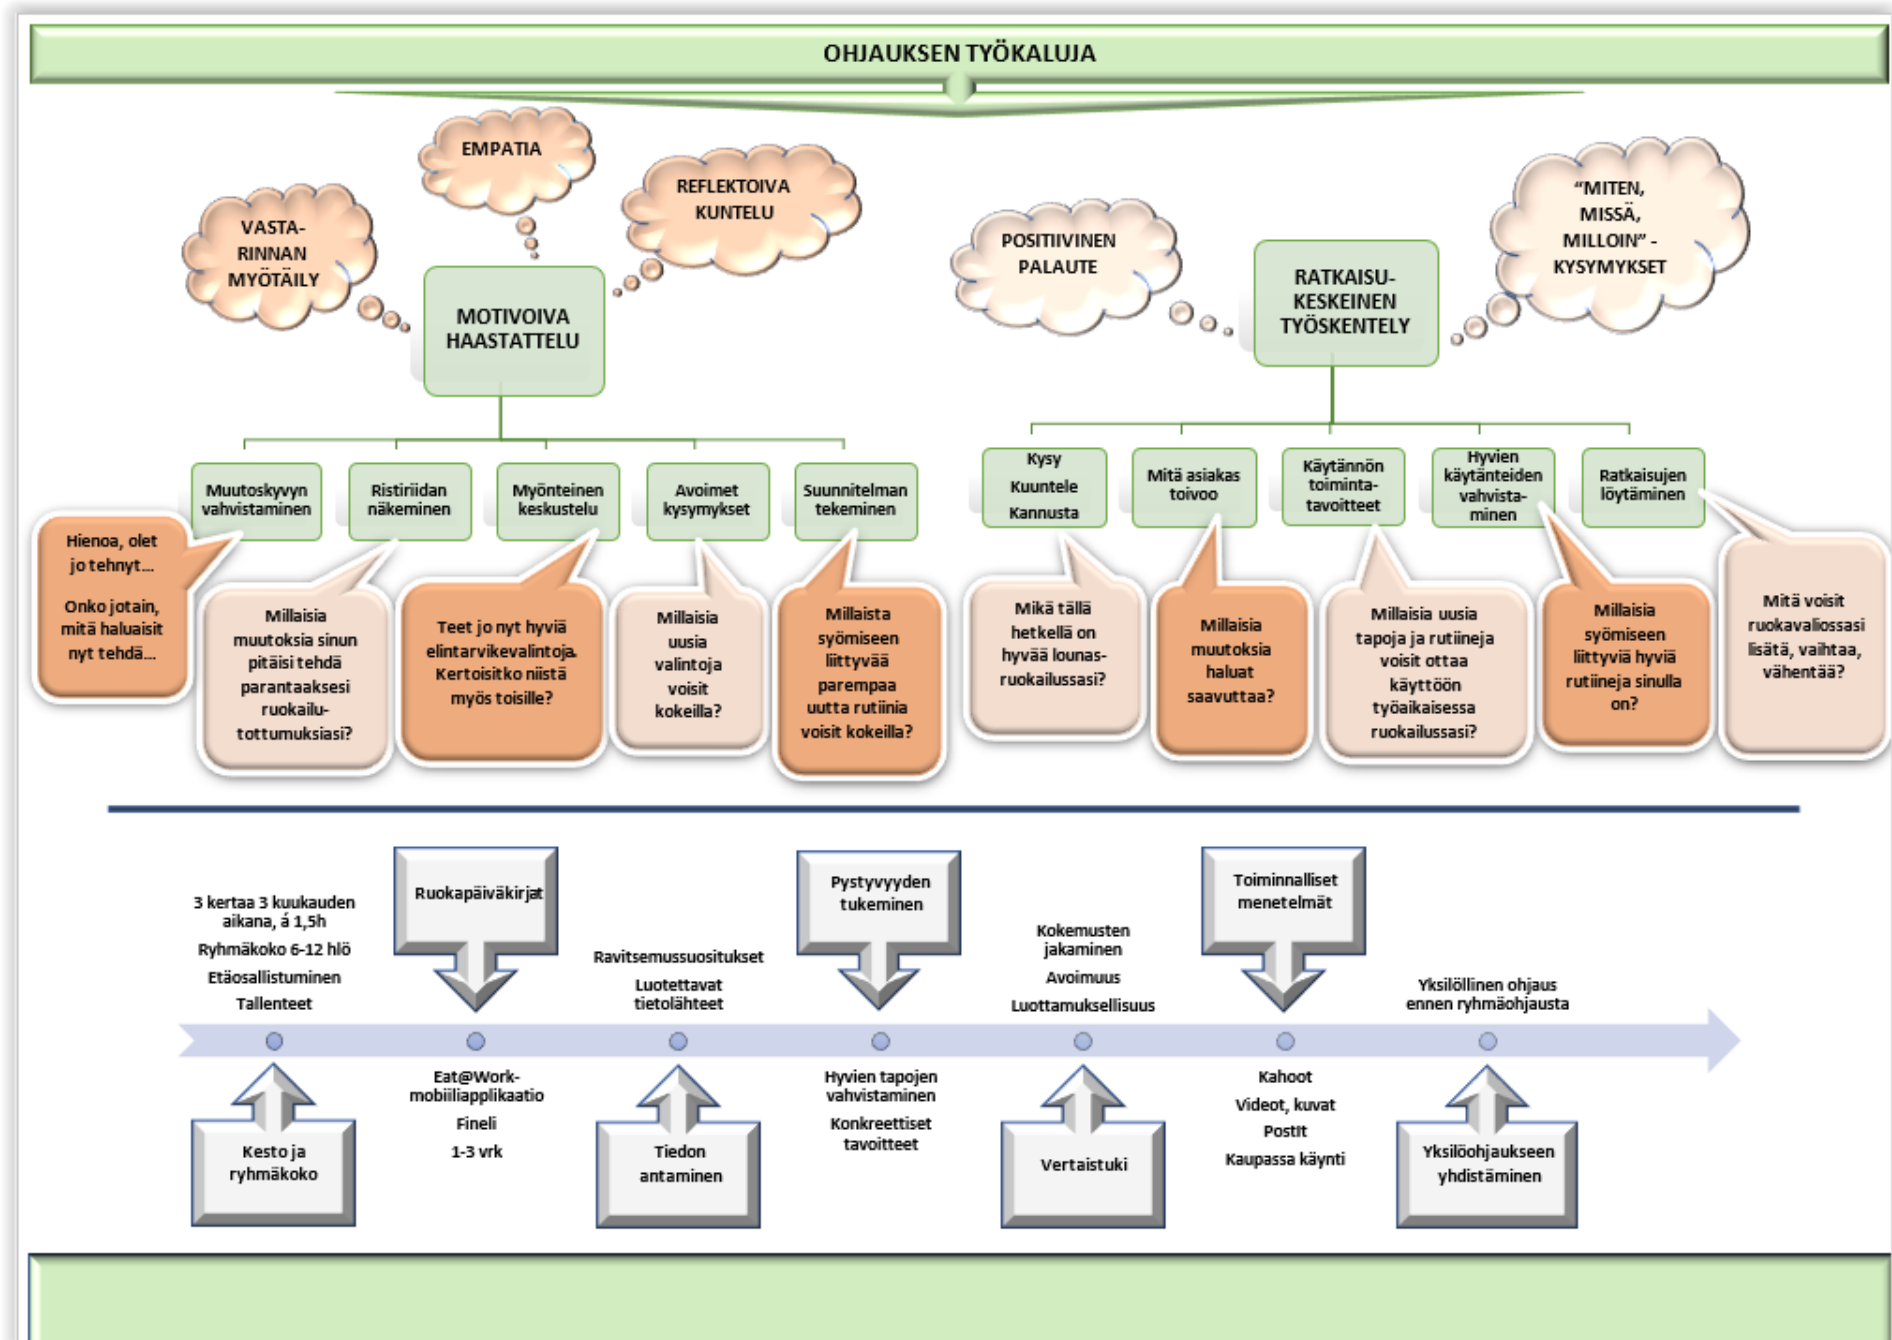 OHJAUKSEN TYÖKALUJA
VASTA-
RINNAN
MYÖTÄILY
EMPATIA
REFLEKTOIVA
KUNTELU
MOTIVOIVA
HAASTATTELU
POSITIIVINEN
PALAUTE
RATKAISU-
KESKEINEN
TYÖSKENTELY
“MITEN,
MISSÄ,
MILLOIN” -
KYSYMYKSET
Muutoskyvyn
vahvistaminen
Ristiriidan
näkeminen
Myönteinen
keskustelu
Avoimet
kysymykset
Suunnitelman
tekeminen
Kysy
Kuuntele
Kannusta
Mitä asiakas
toivoo
Käytännön
toiminta-
tavoitteet
Hyvien
käytänteiden
vahvista-
minen
Ratkaisujen
löytäminen
Hienoa, olet
jo tehnyt...
Onko jotain,
mitä haluaisit
nyt tehdä...
Millaisia
muutoksia sinun
pitäisi tehdä
parantaaksesi
ruokailu-
tottumuksiasi?
Teet jo nyt hyviä
elintarvikevalintoja.
Kertoisitko niistä
myös toisille?
Millaisia
uusia
valintoja
voisit
kokeilla?
Millaista
syömiseen
liittyvää
parempaa
uutta rutiinia
voisit kokeilla?
Mikä tällä
hetkellä on
hyvää lounas-
ruokailussasi?
Millaisia
muutoksia
haluat
saavuttaa?
Millaisia uusia
tapoja ja rutiineja
voisit ottaa
käyttöön
työaikaisessa
ruokailussasi?
Millaisia
syömiseen
liittyviä hyviä
rutiineja sinulla
on?
Mitä voisit
ruokavaliossasi
lisätä, vaihtaa,
vähentää?
3 kertaa 3 kuukauden
aikana, á 1,5h
Ryhmäkoko 6-12 hlö
Etäosallistuminen
Tallenteet
Kesto ja
ryhmäkoko
Ruokapäiväkirjat
Eat@Work-
mobiiliapplikaatio
Fineli
1-3 vrk
Ravitsemussuositukset
Luotettavat
tietolähteet
Tiedon
antaminen
Pystyvyyden
tukeminen
Hyvien tapojen
vahvistaminen
Konkreettiset
tavoitteet
Kokemusten
jakaminen
Avoimuus
Luottamuksellisuus
Vertaistuki
Toiminnalliset
menetelmät
Kahoot
Videot, kuvat
PostIt
Kaupassa käynti
Yksilöllinen ohjaus
ennen ryhmäohjausta
Yksilöohjaukseen
yhdistäminen